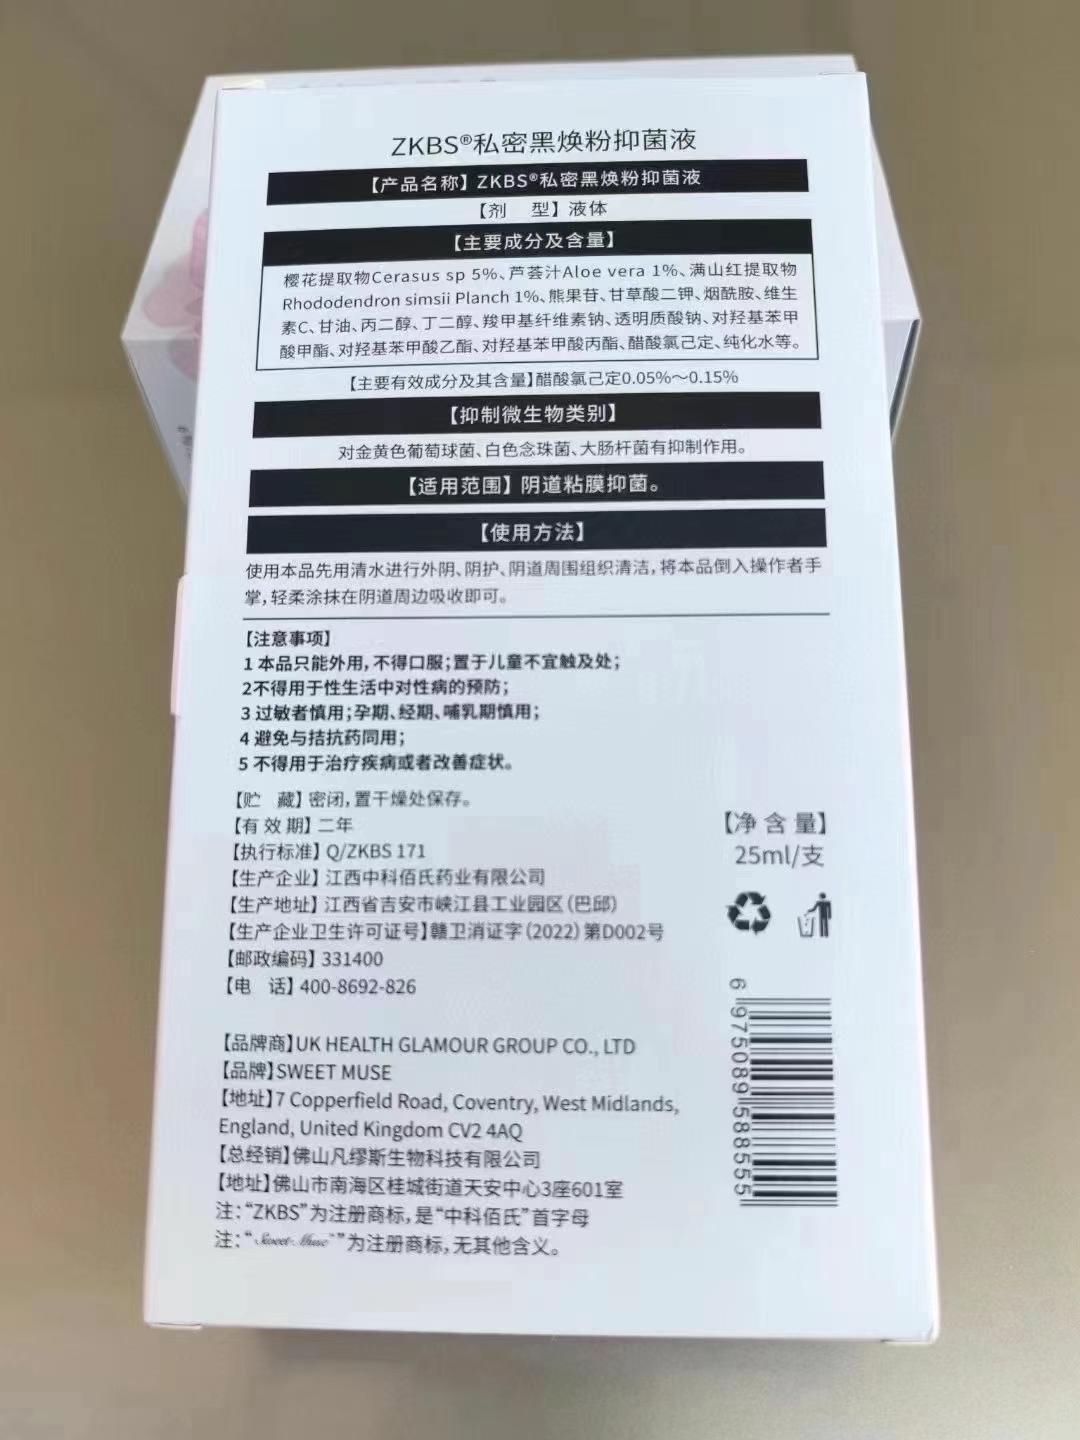 ZKBS®私密黑焕粉抑菌液
【产品名称】ZKBS®私密黑焕粉抑菌液
【剂 型】液体
【主要成分及含量】
樱花提取物Cerasus sp 5%、芦荟汁Aloe vera 1%、满山红提取物
Rhododendron simsii Planch 1%、熊果苷、甘草酸二钾、烟酰胺、维生
素C、甘油、丙二醇、丁二醇、羧甲基纤维素钠、透明质酸钠、对羟基苯甲
酸甲酯、对羟基苯甲酸乙酯、对羟基苯甲酸丙酯、醋酸氯己定、纯化水等。
【主要有效成分及其含量】醋酸氯己定0.05%～0.15%
【抑制微生物类别】
对金黄色葡萄球菌、白色念珠菌、大肠杆菌有抑制作用。
【适用范围】阴道粘膜抑菌。
【使用方法】
使用本品先用清水进行外阴、阴护、阴道周围组织清洁，将本品倒入操作者手
掌，轻柔涂抹在阴道周边吸收即可。
【注意事项】
1 本品只能外用，不得口服；置于儿童不宜触及处；
2不得用于性生活中对性病的预防；
3 过敏者慎用；孕期、经期、哺乳期慎用；
4 避免与拮抗药同用；
5 不得用于治疗疾病或者改善症状。
【贮 藏】密闭，置干燥处保存。
【有 效 期】二年
【执行标准】Q/ZKBS 171
【生产企业】江西中科佰氏药业有限公司
【生产地址】江西省吉安市峡江县工业园区（巴邱）
【生产企业卫生许可证号】赣卫消证字（2022）第D002号
【邮政编码】331400
【电 话】400-8692-826
【净 含 量】
25ml/支
6 975089 588555
【品牌商】UK HEALTH GLAMOUR GROUP CO., LTD
【品牌】SWEET MUSE
【地址】7 Copperfield Road, Coventry, West Midlands,
England, United Kingdom CV2 4AQ
【总经销】佛山凡缪斯生物科技有限公司
【地址】佛山市南海区桂城街道天安中心3座601室
注：“ZKBS”为注册商标，是“中科佰氏”首字母
注：“Sweet Muse™”为注册商标，无其他含义。